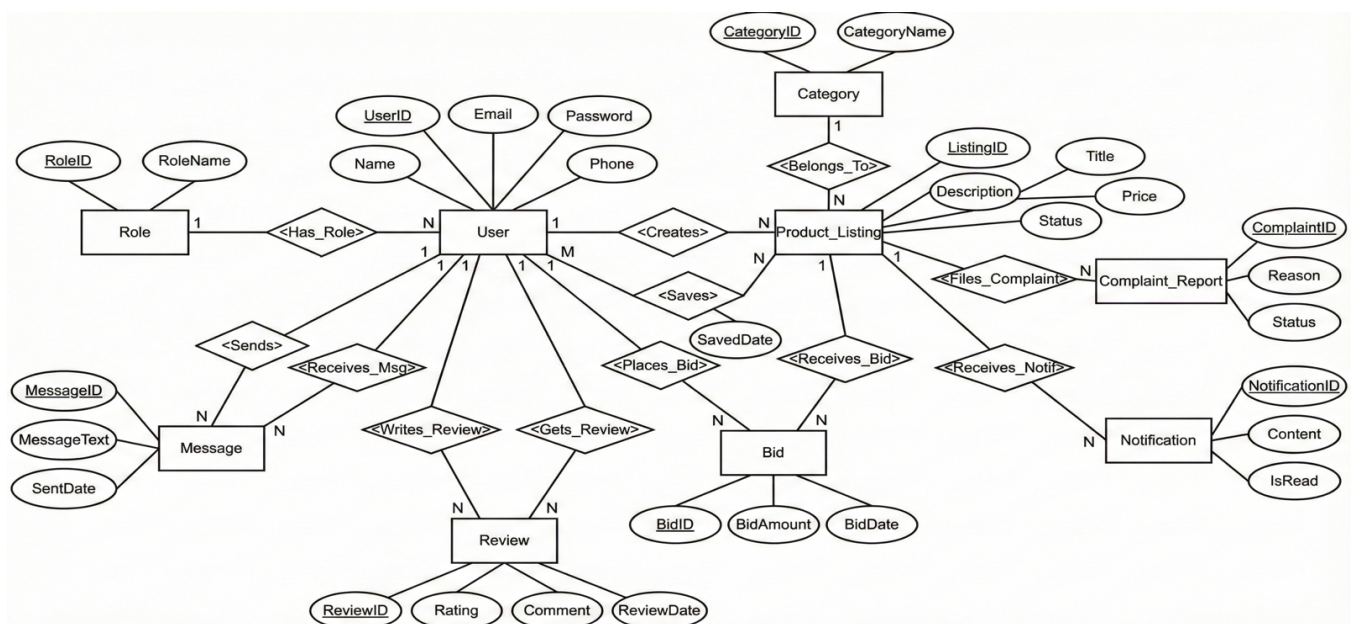 CategoryID
CategoryName
Category
1
<Belongs_To>
N
UserID
Email
Password
Name
Phone
RoleID
RoleName
Role
1
<Has_Role>
N
User
1
<Creates>
N
Product_Listing
ListingID
Title
Description
Price
Status
<Files_Complaint>
N
Complaint_Report
ComplaintID
Reason
Status
1
1
1
1
1
M
N
1
1
<Saves>
SavedDate
<Sends>
<Receives_Msg>
<Places_Bid>
<Receives_Bid>
<Receives_Notif>
<Writes_Review>
<Gets_Review>
MessageID
MessageText
SentDate
N
N
Message
N
N
Bid
BidID
BidAmount
BidDate
N
Notification
NotificationID
Content
IsRead
N
N
Review
ReviewID
Rating
Comment
ReviewDate